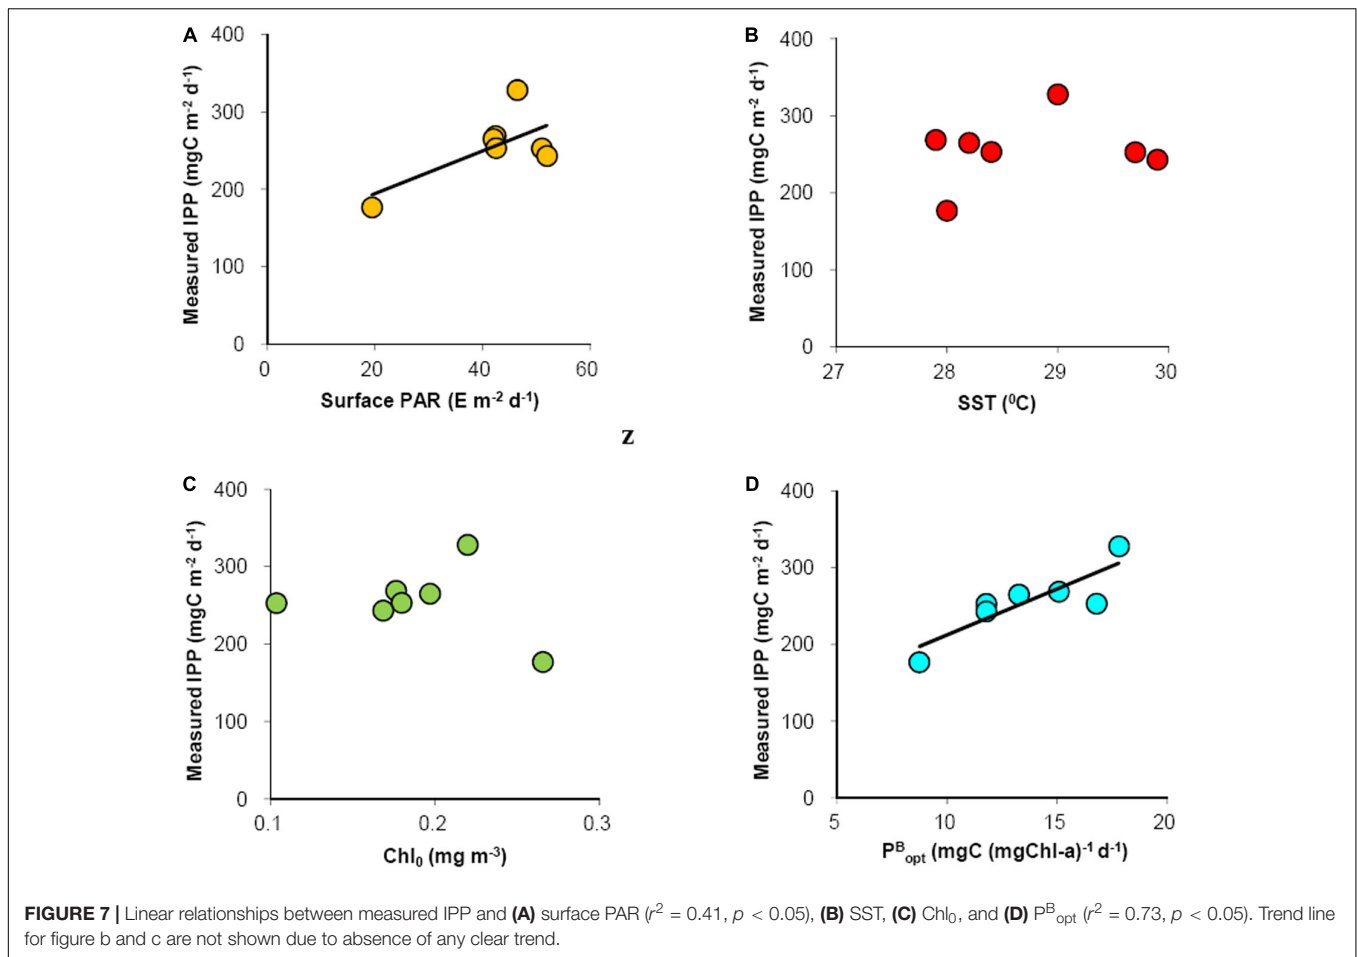 A
400
300
200
100
0
0 20 40 60
Measured IPP (mgC m⁻² d⁻¹)
Surface PAR (E m⁻² d⁻¹)
B
400
300
200
100
0
27 28 29 30
Measured IPP (mgC m⁻² d⁻¹)
SST (⁰C)
z
C
400
300
200
100
0
0.1 0.2 0.3
Measured IPP (mgC m⁻² d⁻¹)
Chl₀ (mg m⁻³)
D
400
300
200
100
0
5 10 15 20
Measured IPP (mgC m⁻² d⁻¹)
Pᴮopt (mgC (mgChl-a)⁻¹ d⁻¹)
FIGURE 7 | Linear relationships between measured IPP and (A) surface PAR (r² = 0.41, p < 0.05), (B) SST, (C) Chl₀, and (D) Pᴮopt (r² = 0.73, p < 0.05). Trend line
for figure b and c are not shown due to absence of any clear trend.